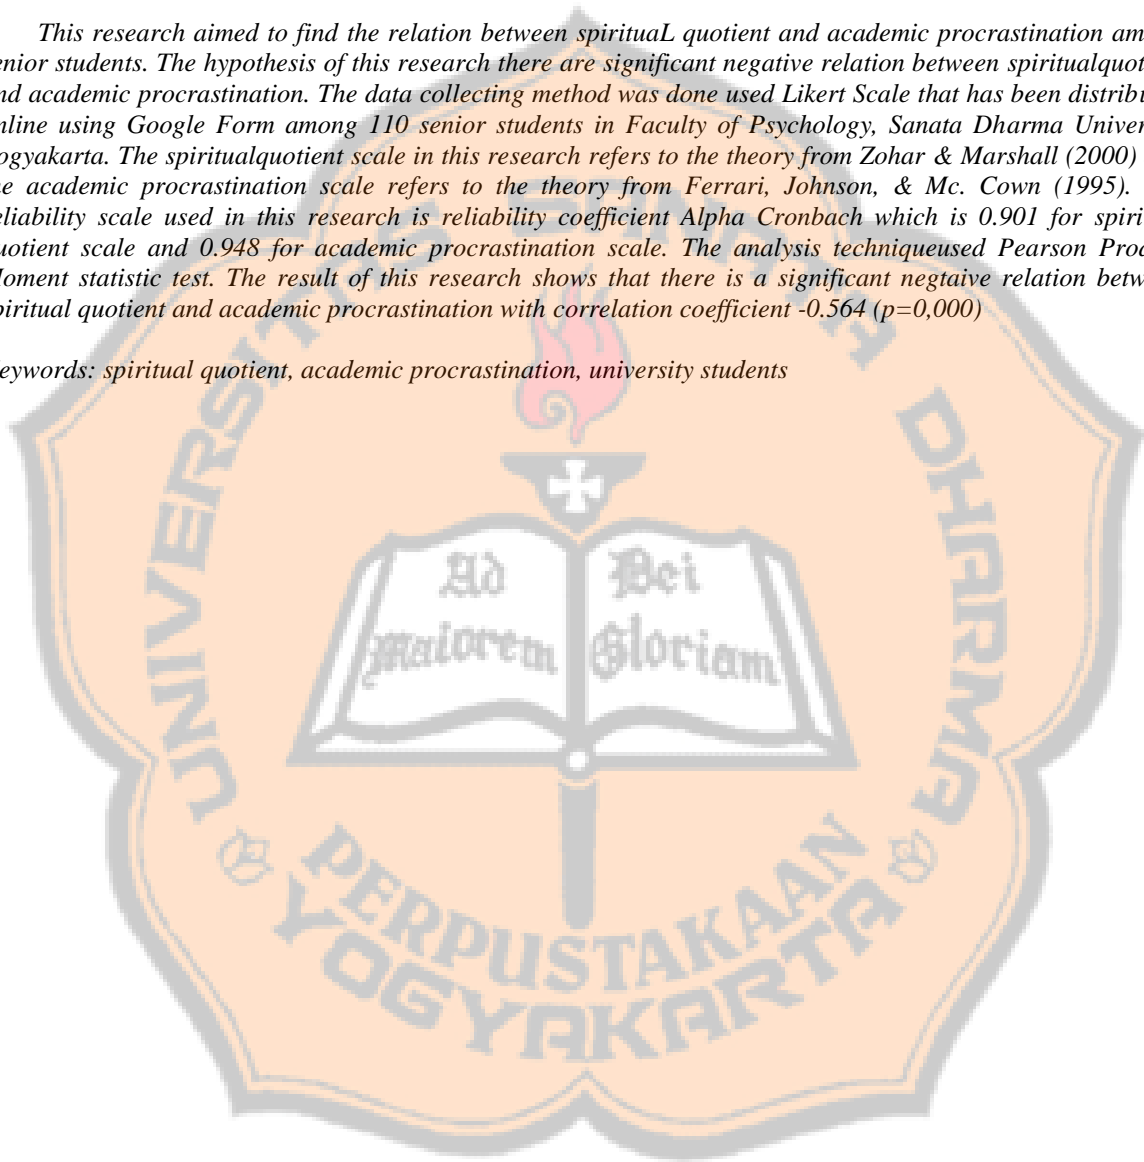 This research aimed to find the relation between spirituaL quotient and academic procrastination am
enior students. The hypothesis of this research there are significant negative relation between spiritualquot
nd academic procrastination. The data collecting method was done used Likert Scale that has been distribu
nline using Google Form among 110 senior students in Faculty of Psychology, Sanata Dharma Univer
ogyakarta. The spiritualquotient scale in this research refers to the theory from Zohar & Marshall (2000)
he academic procrastination scale refers to the theory from Ferrari, Johnson, & Mc. Cown (1995).
eliability scale used in this research is reliability coefficient Alpha Cronbach which is 0.901 for spiri
uotient scale and 0.948 for academic procrastination scale. The analysis techniqueused Pearson Prod
oment statistic test. The result of this research shows that there is a significant negtaive relation betw
piritual quotient and academic procrastination with correlation coefficient -0.564 (p=0,000)
eywords: spiritual quotient, academic procrastination, university students
UNIVERSITAS SANATA DHARMA
Ad Dei
maiorem Gloriam
PERPUSTAKAAN
YOGYAKARTA